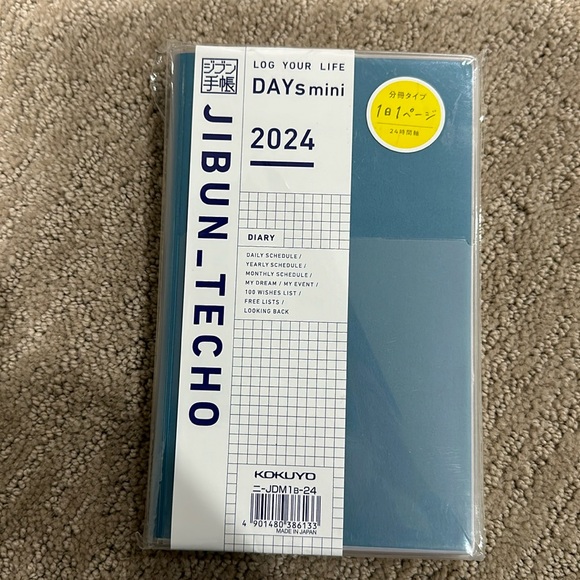 ジブン
手帳
LOG YOUR LIFE
DAYs mini
2024
JIBUN_TECHO
分冊タイプ
1日1ページ
24時間軸
DIARY
DAILY SCHEDULE /
YEARLY SCHEDULE /
MONTHLY SCHEDULE /
MY DREAM / MY EVENT /
100 WISHES LIST /
FREE LISTS /
LOOKING BACK
KOKUYO
ニ-JDM1B-24
4 901480 386133
MADE IN JAPAN